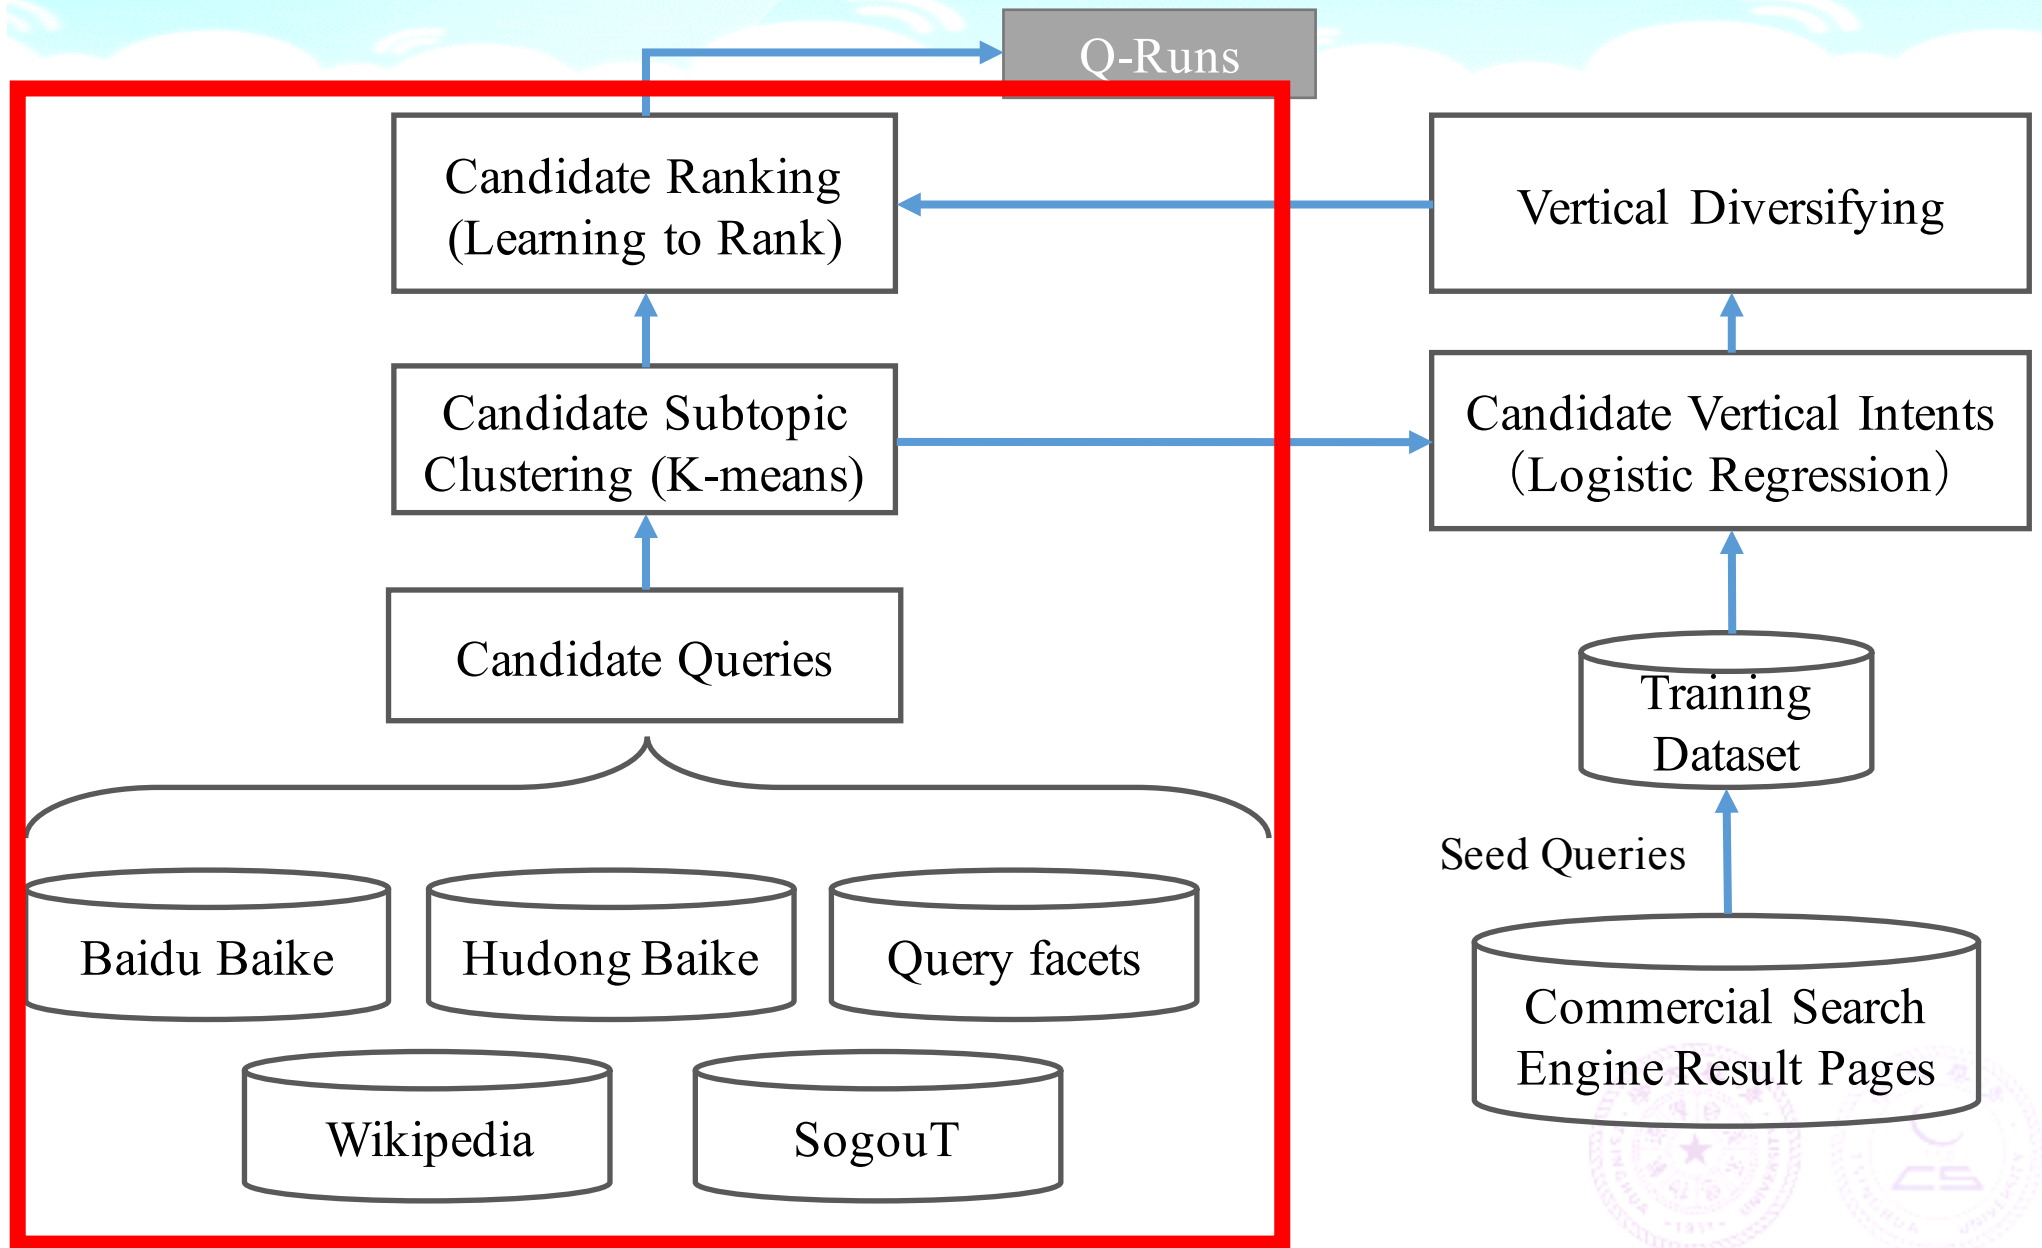 Q-Runs
Candidate Ranking
(Learning to Rank)
Vertical Diversifying
Candidate Subtopic
Clustering (K-means)
Candidate Vertical Intents
（Logistic Regression）
Candidate Queries
Training
Dataset
Seed Queries
Baidu Baike
Hudong Baike
Query facets
Commercial Search
Engine Result Pages
Wikipedia
SogouT